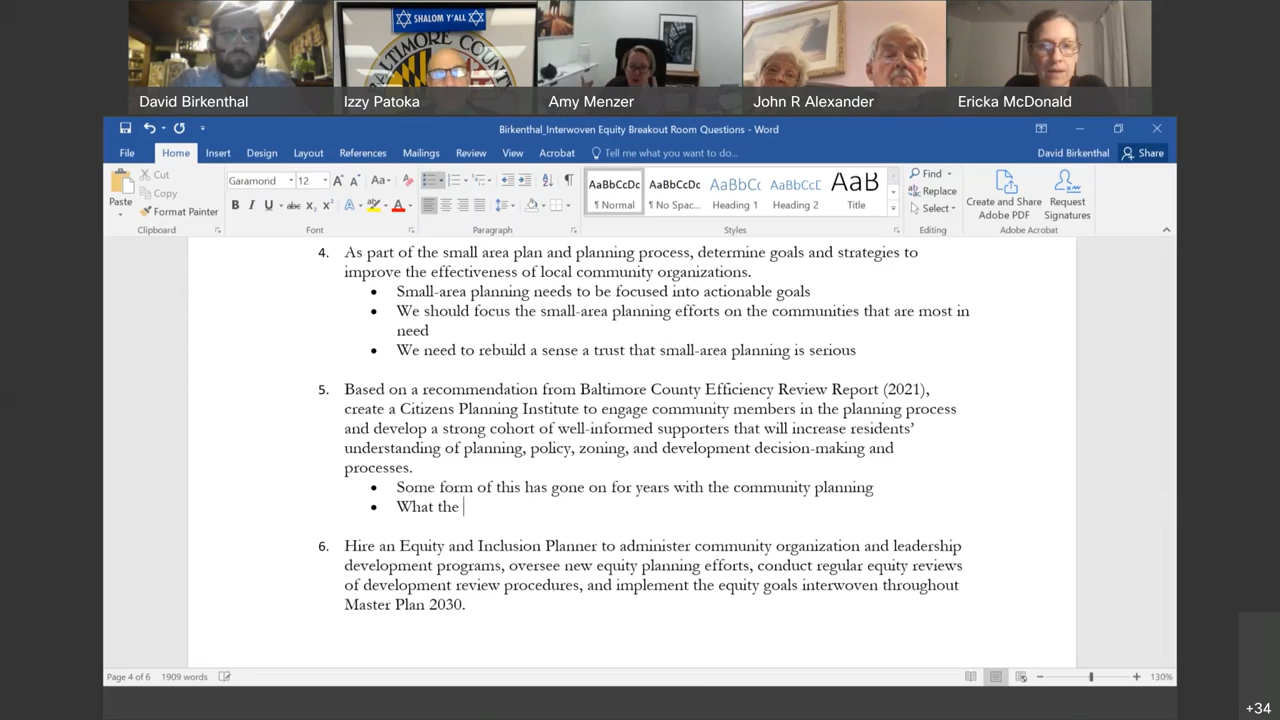 SHALOM Y'ALL
BALTIMORE COUNTY
David Birkenthal
Izzy Patoka
Amy Menzer
John R Alexander
Ericka McDonald
Birkenthal_Interwoven Equity Breakout Room Questions - Word
File Home Insert Design Layout References Mailings Review View Acrobat Tell me what you want to do... David Birkenthal Share
Paste
Cut
Copy
Format Painter
Clipboard
Garamond 12
Font
Paragraph
AaBbCcDc AaBbCcDc AaBbCc AaBbCcD AaB
¶ Normal ¶ No Spac... Heading 1 Heading 2 Title
Styles
Find
Replace
Select
Editing
Create and Share Adobe PDF
Request Signatures
Adobe Acrobat
4. As part of the small area plan and planning process, determine goals and strategies to
improve the effectiveness of local community organizations.
• Small-area planning needs to be focused into actionable goals
• We should focus the small-area planning efforts on the communities that are most in
need
• We need to rebuild a sense a trust that small-area planning is serious
5. Based on a recommendation from Baltimore County Efficiency Review Report (2021),
create a Citizens Planning Institute to engage community members in the planning process
and develop a strong cohort of well-informed supporters that will increase residents'
understanding of planning, policy, zoning, and development decision-making and
processes.
• Some form of this has gone on for years with the community planning
• What the
6. Hire an Equity and Inclusion Planner to administer community organization and leadership
development programs, oversee new equity planning efforts, conduct regular equity reviews
of development review procedures, and implement the equity goals interwoven throughout
Master Plan 2030.
Page 4 of 6 1909 words 130%
+34